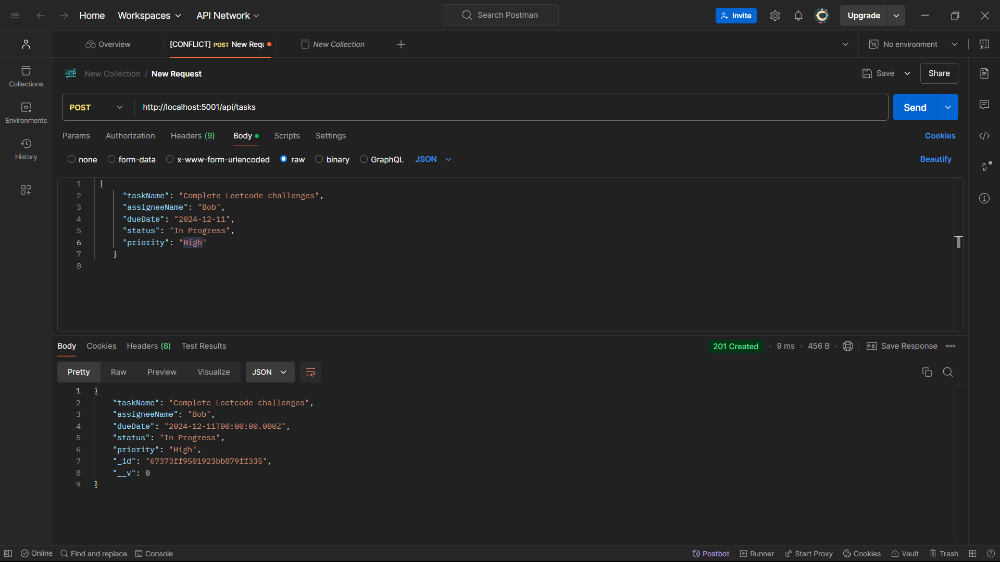 Home Workspaces API Network Search Postman Invite Upgrade
Overview [CONFLICT] POST New Requ New Collection No environment
HTTP New Collection / New Request Save Share
Collections
POST http://localhost:5001/api/tasks Send
Environments
Params Authorization Headers (9) Body Scripts Settings Cookies
History
none form-data x-www-form-urlencoded raw binary GraphQL JSON Beautify
1 {
2 "taskName": "Complete Leetcode challenges",
3 "assigneeName": "Bob",
4 "dueDate": "2024-12-11",
5 "status": "In Progress",
6 "priority": "High"
7 }
8
Body Cookies Headers (8) Test Results 201 Created 9 ms 456 B e.g. Save Response
Pretty Raw Preview Visualize JSON
1 {
2 "taskName": "Complete Leetcode challenges",
3 "assigneeName": "Bob",
4 "dueDate": "2024-12-11T00:00:00.000Z",
5 "status": "In Progress",
6 "priority": "High",
7 "_id": "67373ff9501923bb879ff335",
8 "__v": 0
9 }
Online Find and replace Console Postbot Runner Start Proxy Cookies Vault Trash